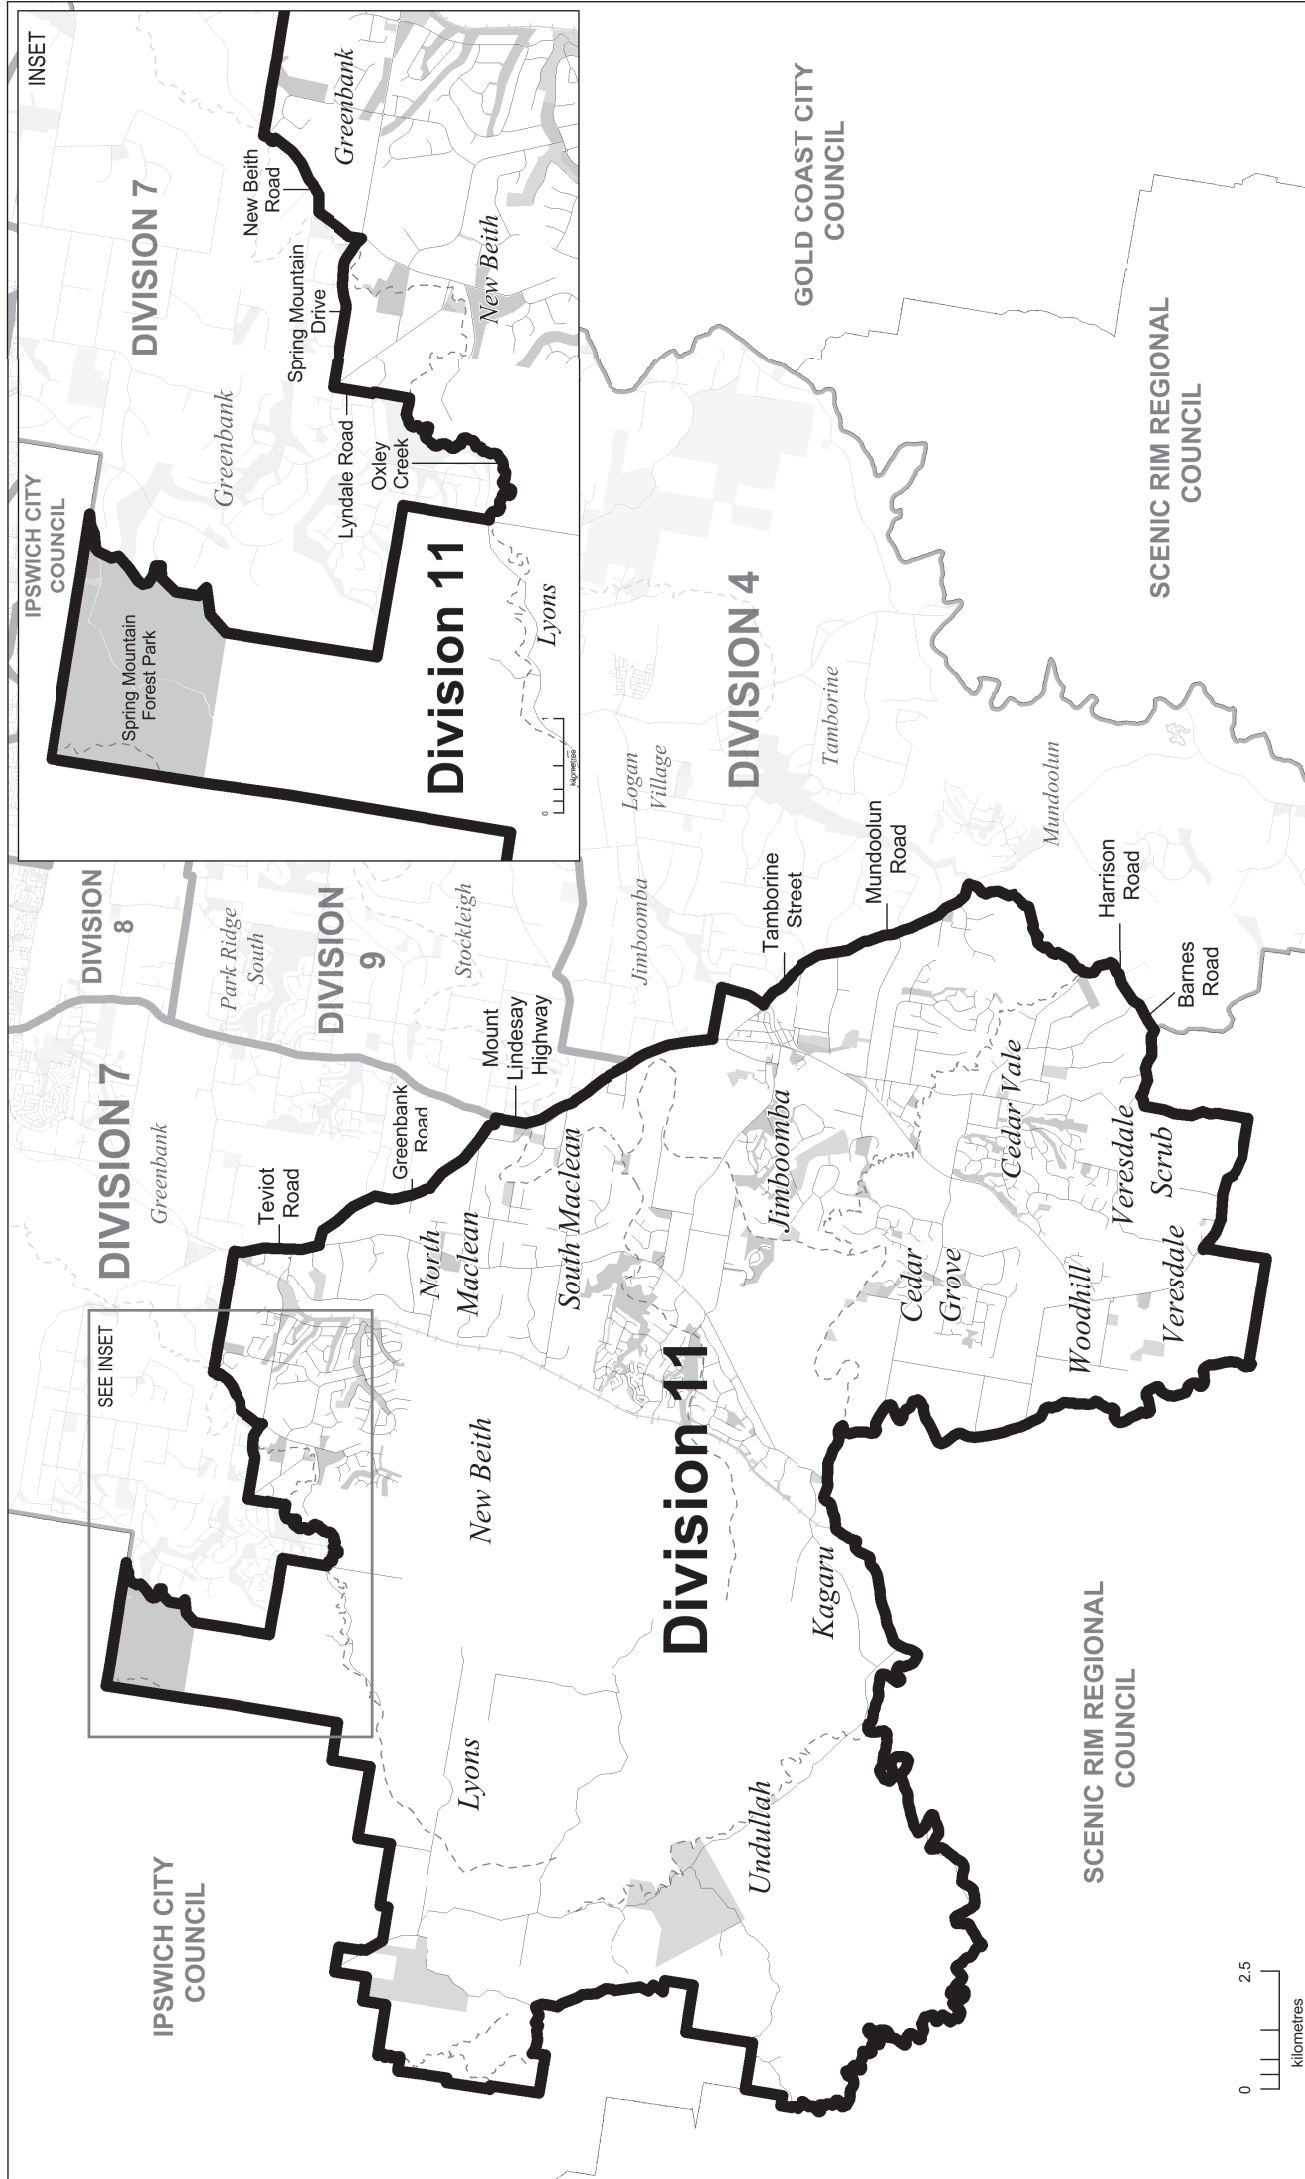 INSET
IPSWICH CITY
COUNCIL
DIVISION 7
Greenbank
New Beith
Road
Greenbank
Spring Mountain
Drive
Spring Mountain
Forest Park
Lyndale Road
Oxley
Creek
New Beith
Division 11
Lyons
0
kilometres
DIVISION
8
Park Ridge
South
DIVISION
9
Stockleigh
DIVISION 7
Greenbank
SEE INSET
Teviot
Road
Greenbank
Road
Mount
Lindesay
Highway
IPSWICH CITY
COUNCIL
North
Maclean
South Maclean
New Beith
Lyons
Jimboomba
Logan
Village
DIVISION 4
Tamborine
GOLD COAST CITY
COUNCIL
Tamborine
Street
Mundoolun
Road
Mundoolun
Harrison
Road
Barnes
Road
SCENIC RIM REGIONAL
COUNCIL
Division 11
Jimboomba
Cedar
Grove
Cedar Vale
Woodhill
Veresdale
Scrub
Veresdale
Kagaru
Undullah
SCENIC RIM REGIONAL
COUNCIL
0
2.5
kilometres